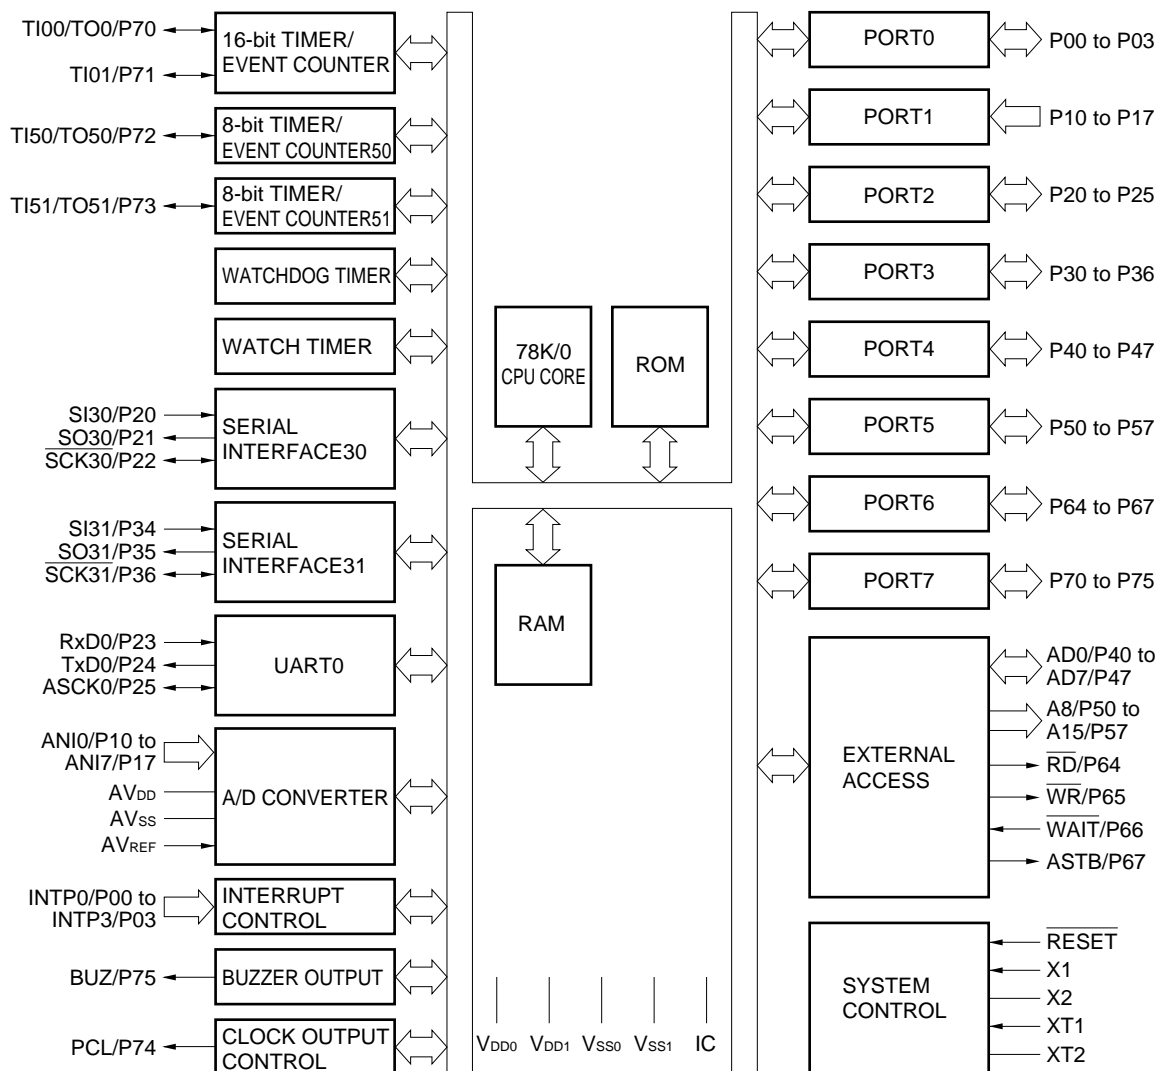 TI00/TO0/P70
TI01/P71
16-bit TIMER/
EVENT COUNTER
TI50/TO50/P72
8-bit TIMER/
EVENT COUNTER50
TI51/TO51/P73
8-bit TIMER/
EVENT COUNTER51
WATCHDOG TIMER
WATCH TIMER
SI30/P20
SO30/P21
SCK30/P22
SERIAL
INTERFACE30
SI31/P34
SO31/P35
SCK31/P36
SERIAL
INTERFACE31
RxD0/P23
TxD0/P24
ASCK0/P25
UART0
ANI0/P10 to
ANI7/P17
AVDD
AVSS
AVREF
A/D CONVERTER
INTP0/P00 to
INTP3/P03
INTERRUPT
CONTROL
BUZ/P75
BUZZER OUTPUT
PCL/P74
CLOCK OUTPUT
CONTROL
78K/0
CPU CORE
ROM
RAM
VDD0 VDD1 VSS0 VSS1 IC
PORT0
P00 to P03
PORT1
P10 to P17
PORT2
P20 to P25
PORT3
P30 to P36
PORT4
P40 to P47
PORT5
P50 to P57
PORT6
P64 to P67
PORT7
P70 to P75
EXTERNAL
ACCESS
AD0/P40 to
AD7/P47
A8/P50 to
A15/P57
RD/P64
WR/P65
WAIT/P66
ASTB/P67
SYSTEM
CONTROL
RESET
X1
X2
XT1
XT2